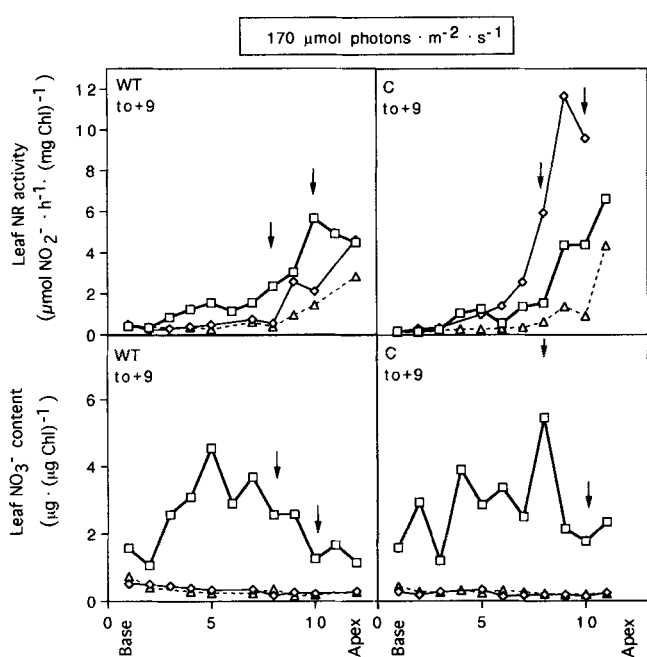 170 μmol photons · m⁻² · s⁻¹
WT
to+9
C
to+9
Leaf NR activity
(μmol NO₂⁻ · h⁻¹ · (mg Chl)⁻¹
12
10
8
6
4
2
0
WT
to+9
C
to+9
Leaf NO₃⁻ content
(μg · (μg Chl)⁻¹
6
4
2
0
0 5 10 0 5 10
Base Apex Base Apex